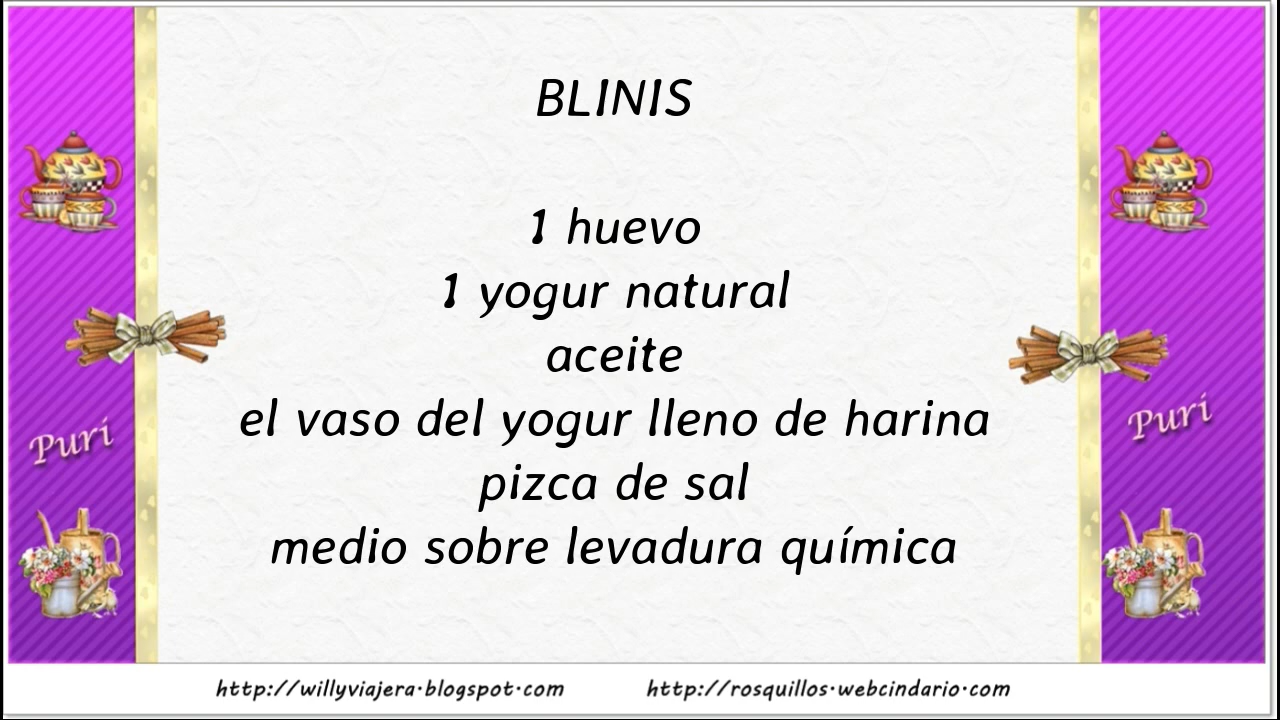 BLINIS
1 huevo
1 yogur natural
aceite
el vaso del yogur lleno de harina
pizca de sal
medio sobre levadura química
Puri
Puri
http://willyviajera.blogspot.com
http://rosquillos.webcindario.com